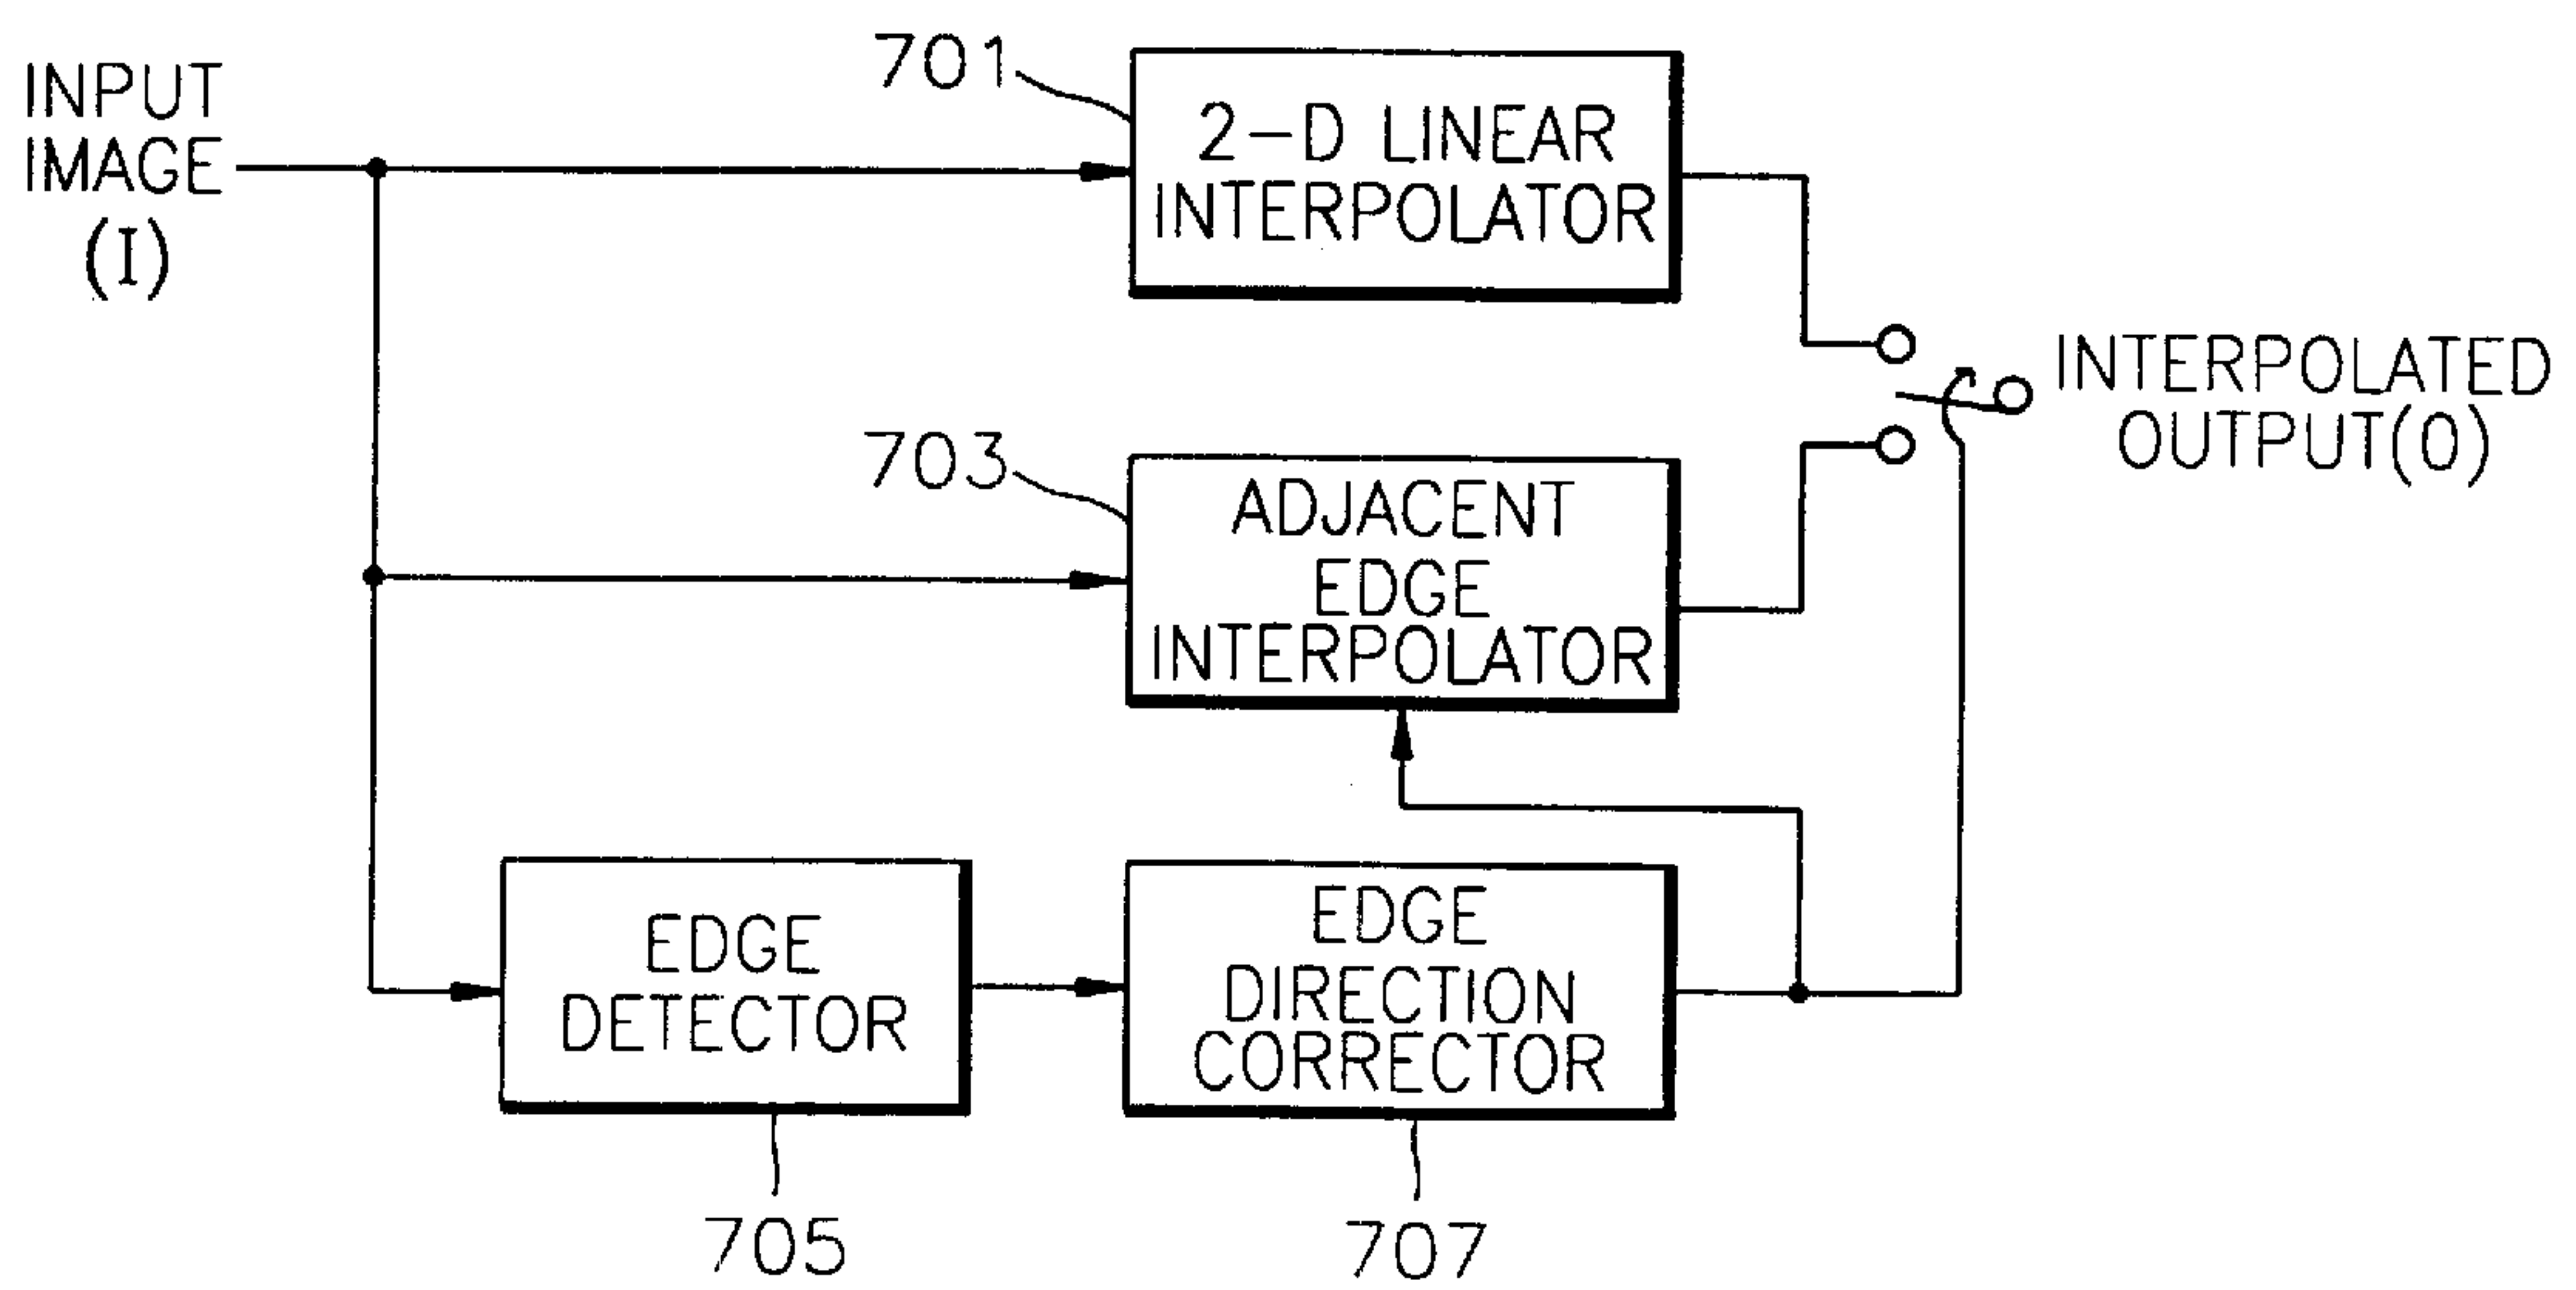 INPUT
IMAGE
(I)
701
2-D LINEAR
INTERPOLATOR
INTERPOLATED
OUTPUT(O)
703
ADJACENT
EDGE
INTERPOLATOR
EDGE
DETECTOR
705
EDGE
DIRECTION
CORRECTOR
707